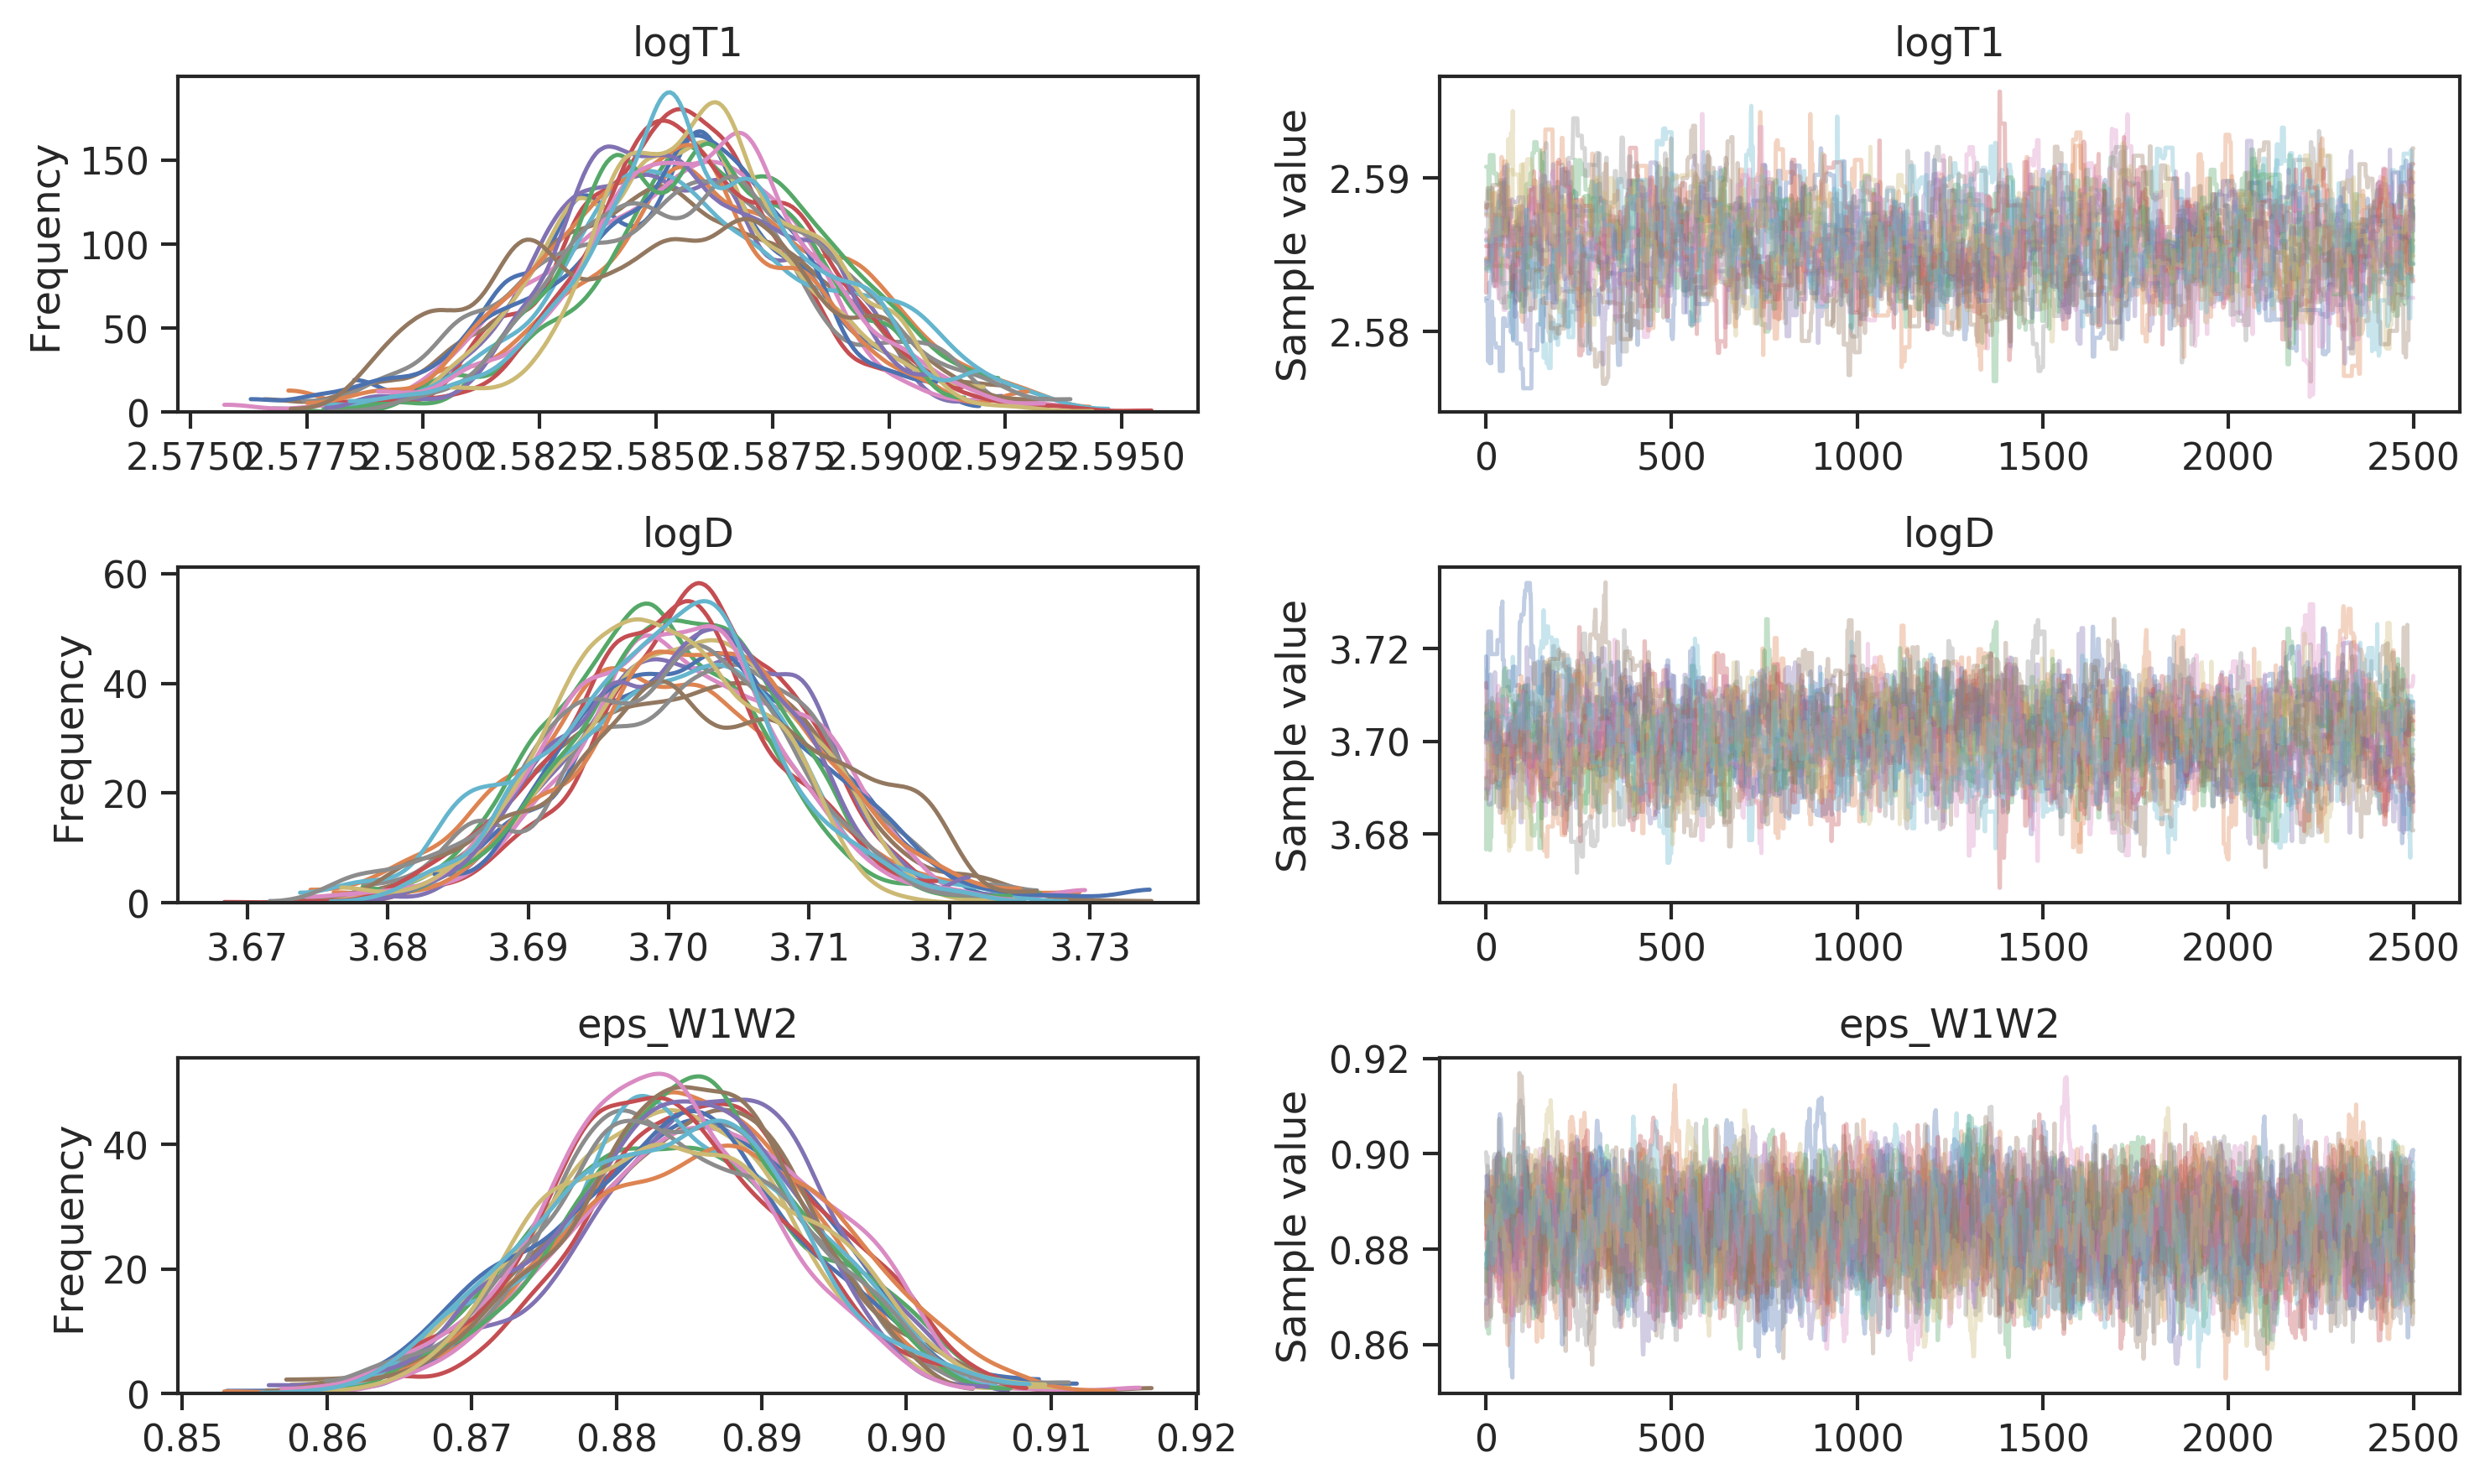 logT1
Frequency
150
100
50
0
2.5750 2.5775 2.5800 2.5825 2.5850 2.5875 2.5900 2.5925 2.5950
logT1
Sample value
2.59
2.58
0 500 1000 1500 2000 2500
logD
Frequency
60
40
20
0
3.67 3.68 3.69 3.70 3.71 3.72 3.73
logD
Sample value
3.72
3.70
3.68
0 500 1000 1500 2000 2500
eps_W1W2
Frequency
40
20
0
0.85 0.86 0.87 0.88 0.89 0.90 0.91 0.92
eps_W1W2
Sample value
0.92
0.90
0.88
0.86
0 500 1000 1500 2000 2500